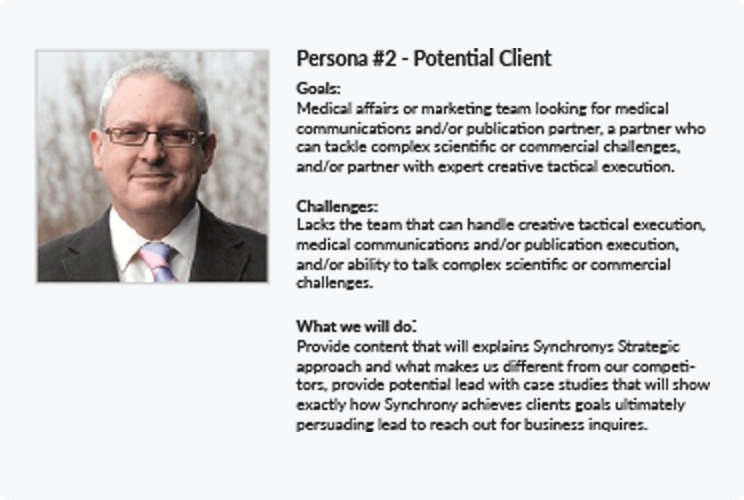 Persona #2 - Potential Client
Goals:
Medical affairs or marketing team looking for medical
communications and/or publication partner, a partner who
can tackle complex scientific or commercial challenges,
and/or partner with expert creative tactical execution.
Challenges:
Lacks the team that can handle creative tactical execution,
medical communications and/or publication execution,
and/or ability to talk complex scientific or commercial
challenges.
What we will do:
Provide content that will explains Synchronys Strategic
approach and what makes us different from our competi-
tors, provide potential lead with case studies that will show
exactly how Synchrony achieves clients goals ultimately
persuading lead to reach out for business inquires.